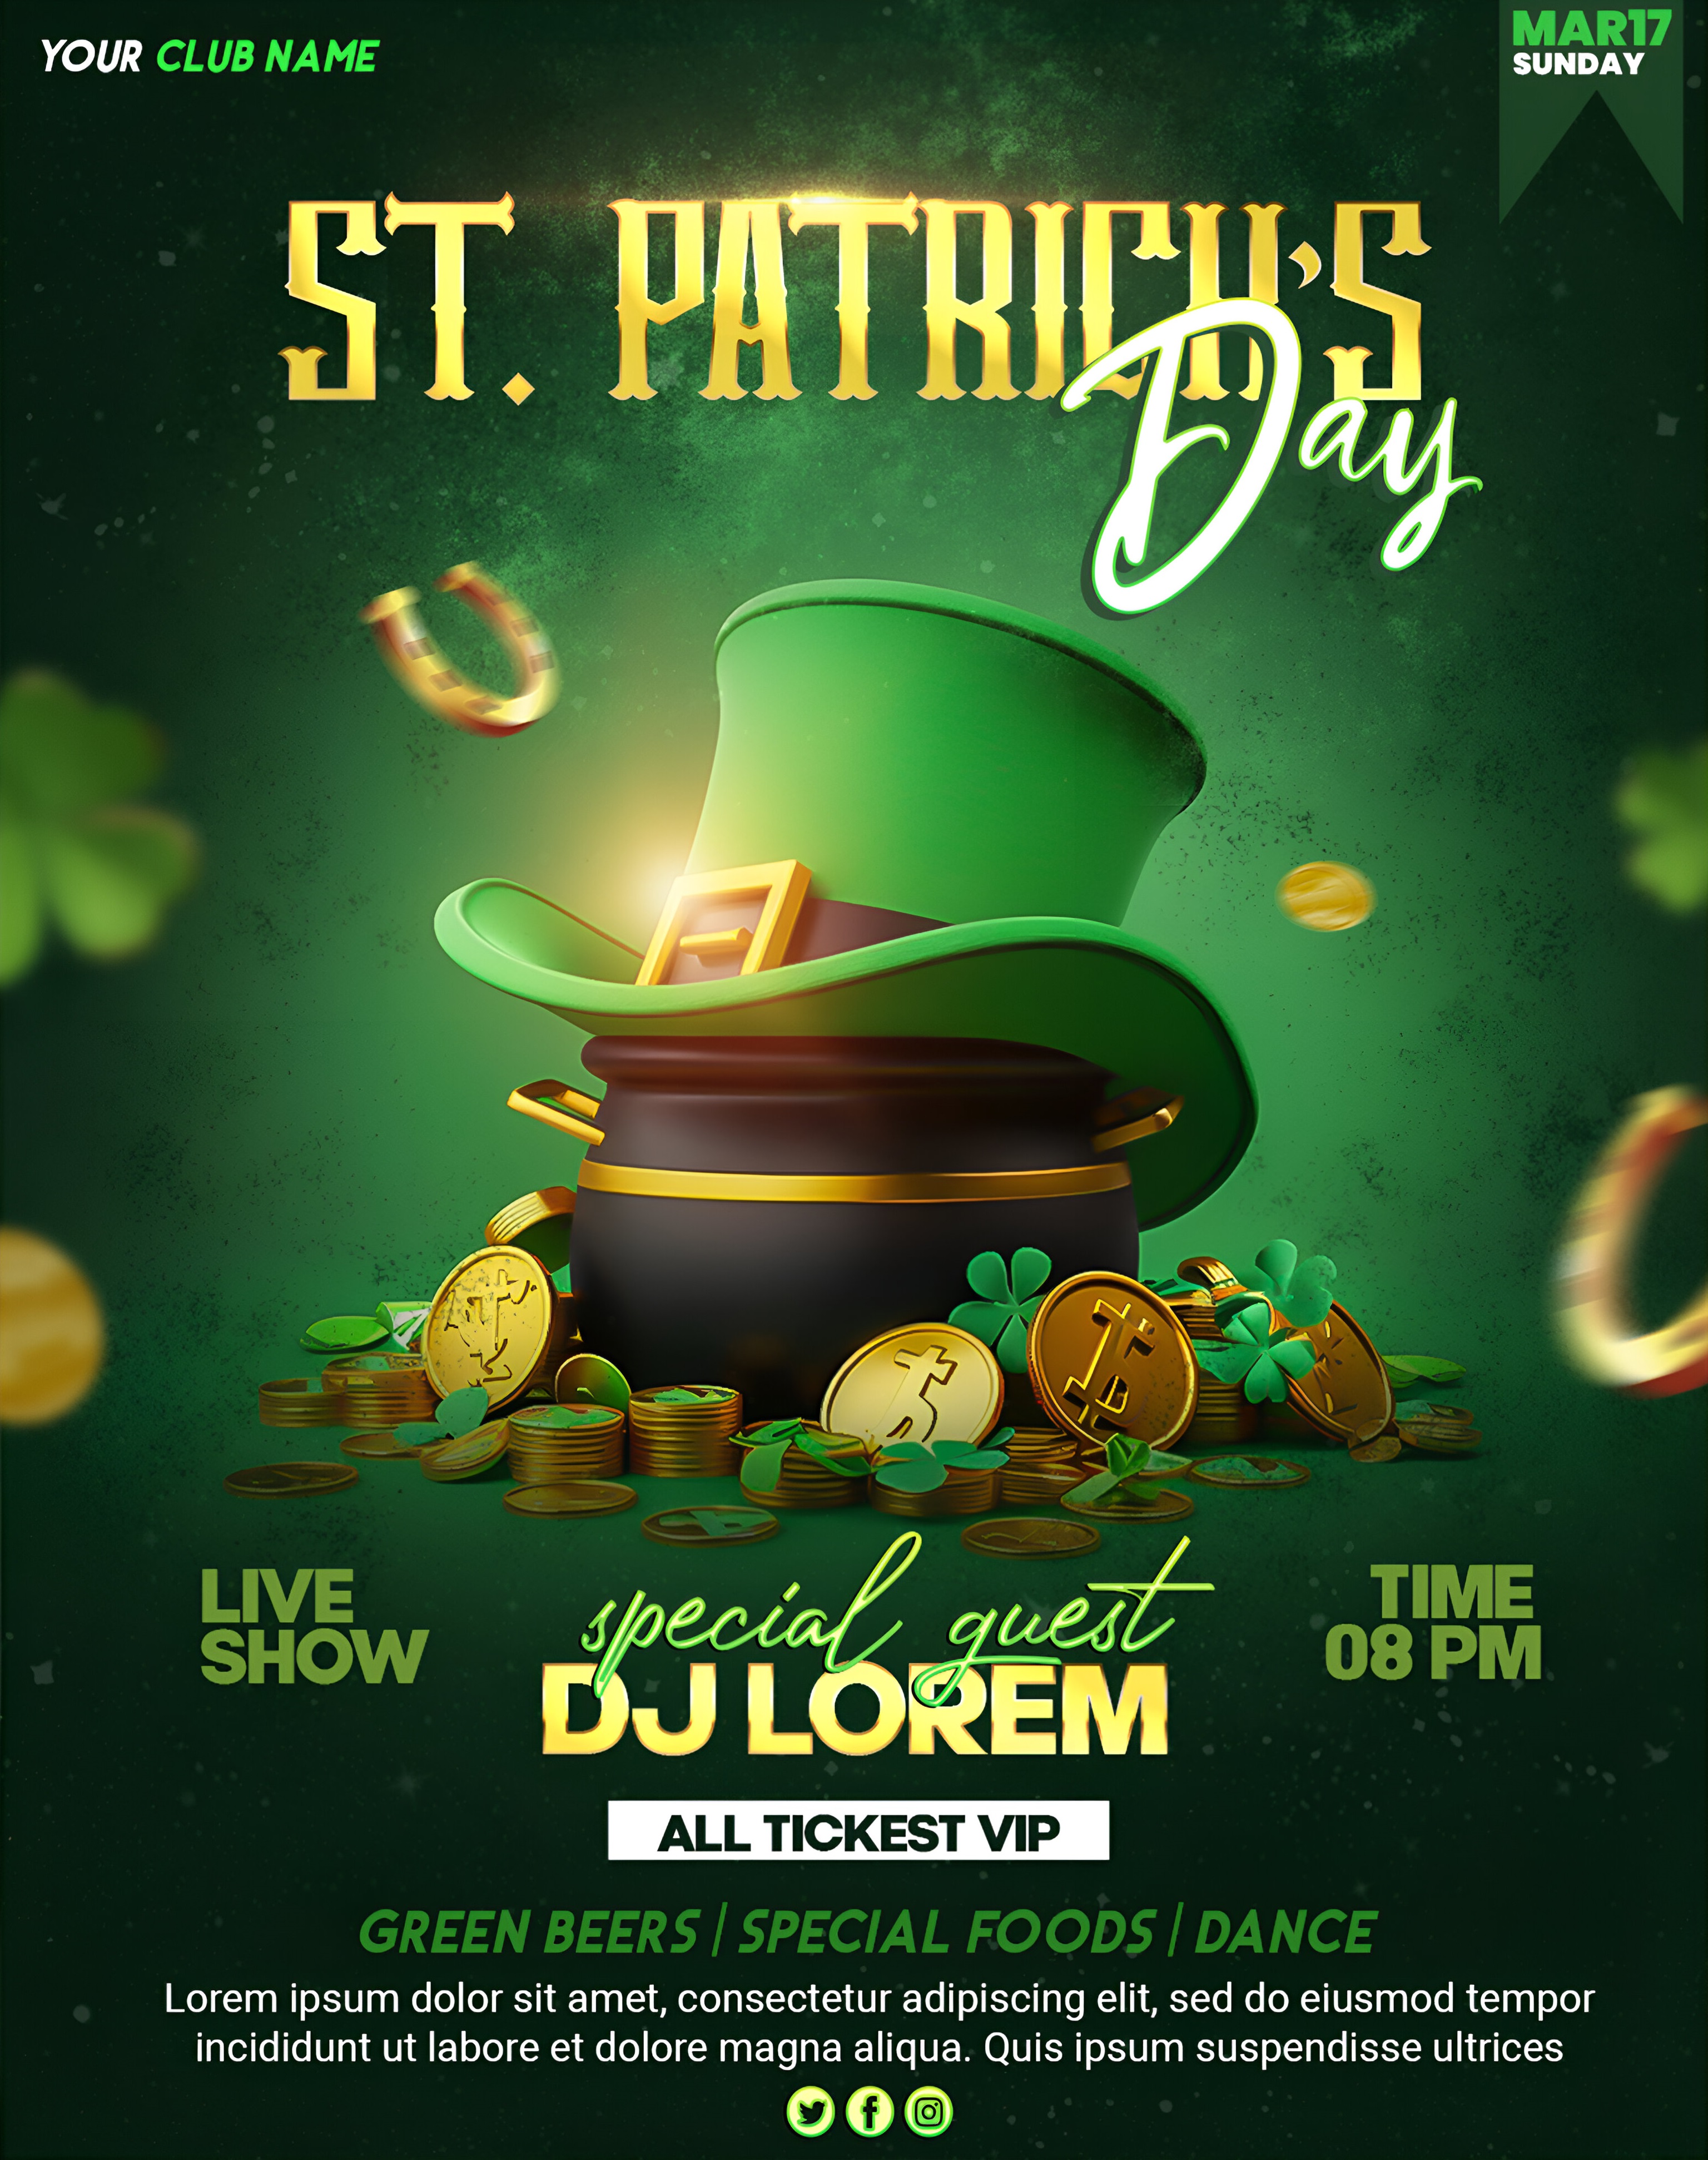 YOUR CLUB NAME
MAR17
SUNDAY
ST. PATRICK'S
Day
LIVE
SHOW
special guest
DJ LOREM
TIME
08 PM
ALL TICKEST VIP
GREEN BEERS | SPECIAL FOODS | DANCE
Lorem ipsum dolor sit amet, consectetur adipiscing elit, sed do eiusmod tempor
incididunt ut labore et dolore magna aliqua. Quis ipsum suspendisse ultrices